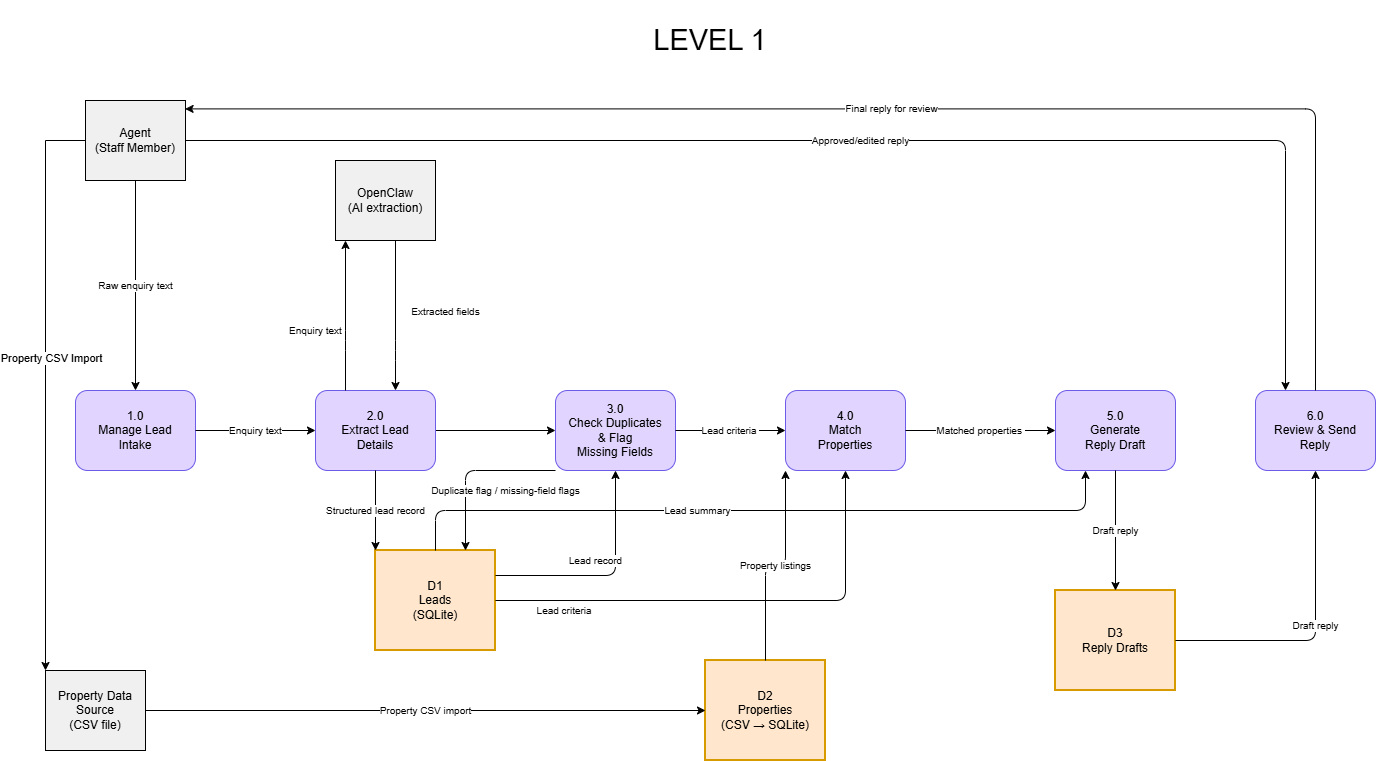 LEVEL 1
Final reply for review
Agent
(Staff Member)
Approved/edited reply
OpenClaw
(AI extraction)
Raw enquiry text
Extracted fields
Enquiry text
Property CSV Import
1.0
Manage Lead
Intake
Enquiry text
2.0
Extract Lead
Details
3.0
Check Duplicates
& Flag
Missing Fields
Lead criteria
4.0
Match
Properties
Matched properties
5.0
Generate
Reply Draft
6.0
Review & Send
Reply
Duplicate flag / missing-field flags
Structured lead record
Lead summary
Draft reply
Lead record
Property listings
D1
Leads
(SQLite)
Lead criteria
D3
Reply Drafts
Draft reply
Property Data
Source
(CSV file)
Property CSV import
D2
Properties
(CSV → SQLite)